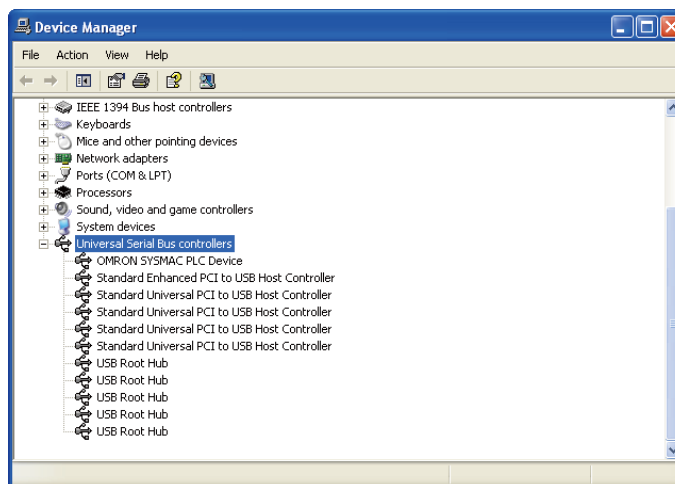 Device Manager
File Action View Help
IEEE 1394 Bus host controllers
Keyboards
Mice and other pointing devices
Network adapters
Ports (COM & LPT)
Processors
Sound, video and game controllers
System devices
Universal Serial Bus controllers
OMRON SYSMAC PLC Device
Standard Enhanced PCI to USB Host Controller
Standard Universal PCI to USB Host Controller
Standard Universal PCI to USB Host Controller
Standard Universal PCI to USB Host Controller
Standard Universal PCI to USB Host Controller
USB Root Hub
USB Root Hub
USB Root Hub
USB Root Hub
USB Root Hub